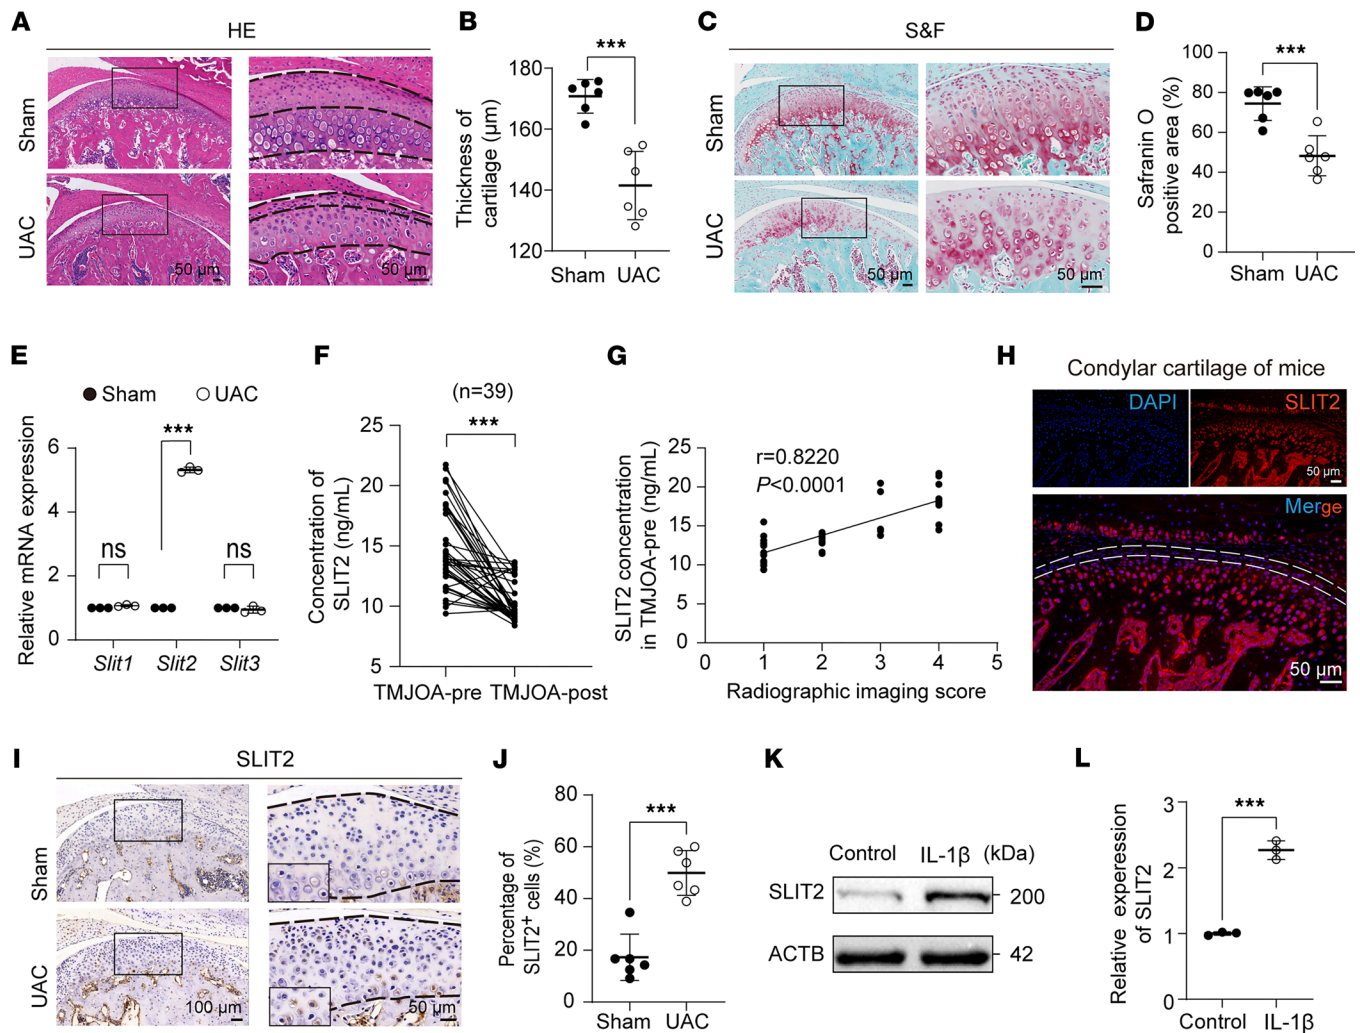 A
HE
Sham
UAC
50 µm
50 µm
B
***
Thickness of
cartilage (µm)
180
160
140
120
Sham
UAC
C
S&F
Sham
UAC
50 µm
50 µm
D
***
Safranin O
positive area (%)
100
80
60
40
20
0
Sham
UAC
E
Sham
UAC
Relative mRNA expression
6
4
2
0
ns
***
ns
Slit1
Slit2
Slit3
F
(n=39)
***
Concentration of
SLIT2 (ng/mL)
25
20
15
10
5
TMJOA-pre
TMJOA-post
G
r=0.8220
P<0.0001
SLIT2 concentration
in TMJOA-pre (ng/mL)
25
20
15
10
5
0
0 1 2 3 4 5
Radiographic imaging score
H
Condylar cartilage of mice
DAPI
SLIT2
50 µm
Merge
50 µm
I
SLIT2
Sham
UAC
100 µm
50 µm
J
***
Percentage of
SLIT2+ cells (%)
80
60
40
20
0
Sham
UAC
K
Control IL-1β (kDa)
SLIT2
200
ACTB
42
L
***
Relative expression
of SLIT2
3
2
1
0
Control
IL-1β